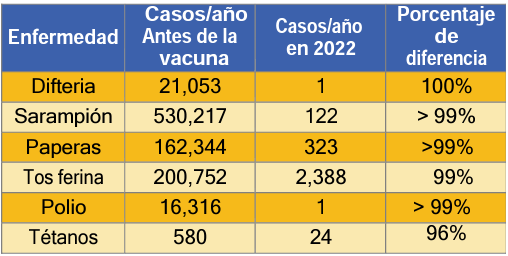 Enfermedad Casos/año Antes de la vacuna Casos/año en 2022 Porcentaje de diferencia
Difteria 21,053 1 100%
Sarampión 530,217 122 > 99%
Paperas 162,344 323 >99%
Tos ferina 200,752 2,388 99%
Polio 16,316 1 > 99%
Tétanos 580 24 96%